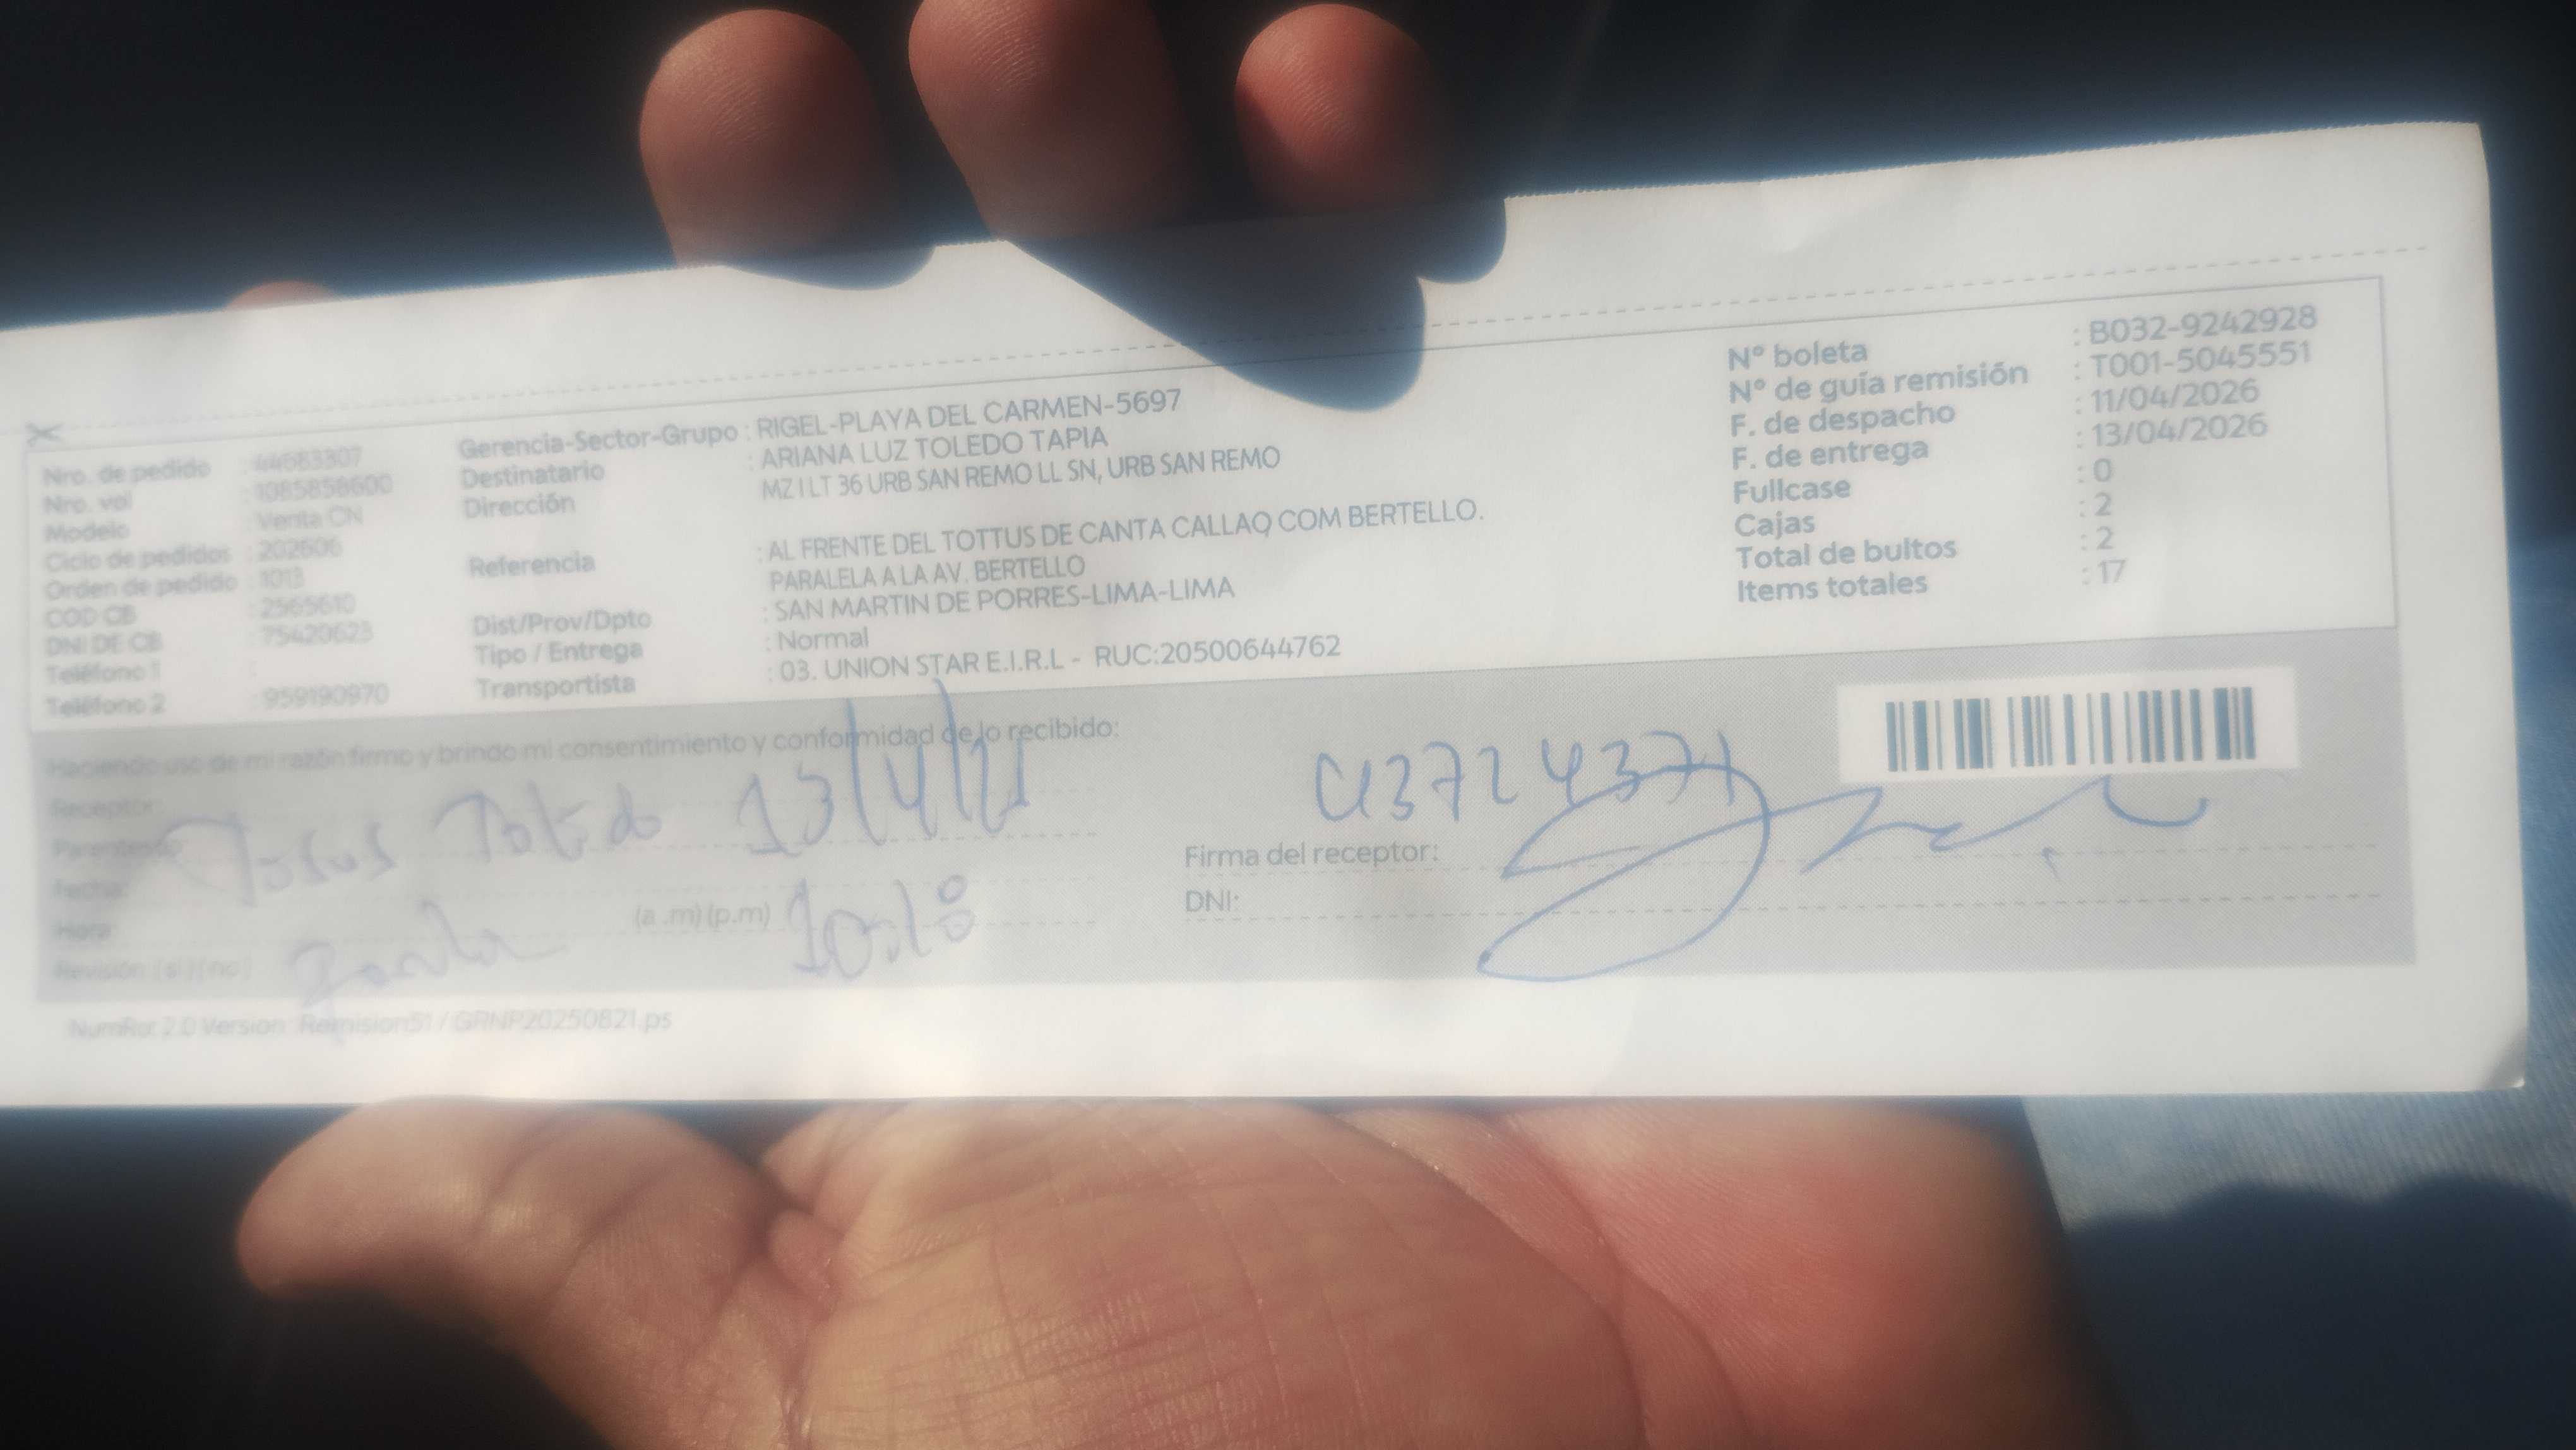 Nro. de pedido : 44683307
Nro. vol : 1085858600
Modelo : Venta CN
Ciclo de pedidos : 202606
Orden de pedido : 1013
COD CB : 2565610
DNI DE CB : 75420623
Teléfono 1 :
Teléfono 2 : 959190970
Gerencia-Sector-Grupo : RIGEL-PLAYA DEL CARMEN-5697
Destinatario : ARIANA LUZ TOLEDO TAPIA
Dirección MZ I LT 36 URB SAN REMO LL SN, URB SAN REMO
Referencia : AL FRENTE DEL TOTTUS DE CANTA CALLAO COM BERTELLO.
PARALELA A LA AV. BERTELLO
Dist/Prov/Dpto : SAN MARTIN DE PORRES-LIMA-LIMA
Tipo / Entrega : Normal
Transportista : 03. UNION STAR E.I.R.L - RUC:20500644762
N° boleta : B032-9242928
N° de guía remisión : T001-5045551
F. de despacho : 11/04/2026
F. de entrega : 13/04/2026
Fullcase : 0
Cajas : 2
Total de bultos : 2
Items totales : 17
Haciendo uso de mi razón firmo y brindo mi consentimiento y conformidad de lo recibido:
Receptor:
Parentesco:
Fecha: 13/4/
Hora: (a .m) (p.m) 10:18
Revisión (si) (no)
43724371
Firma del receptor:
DNI:
NumRot 2.0 Version: Remision51 / GRNP20250821.ps